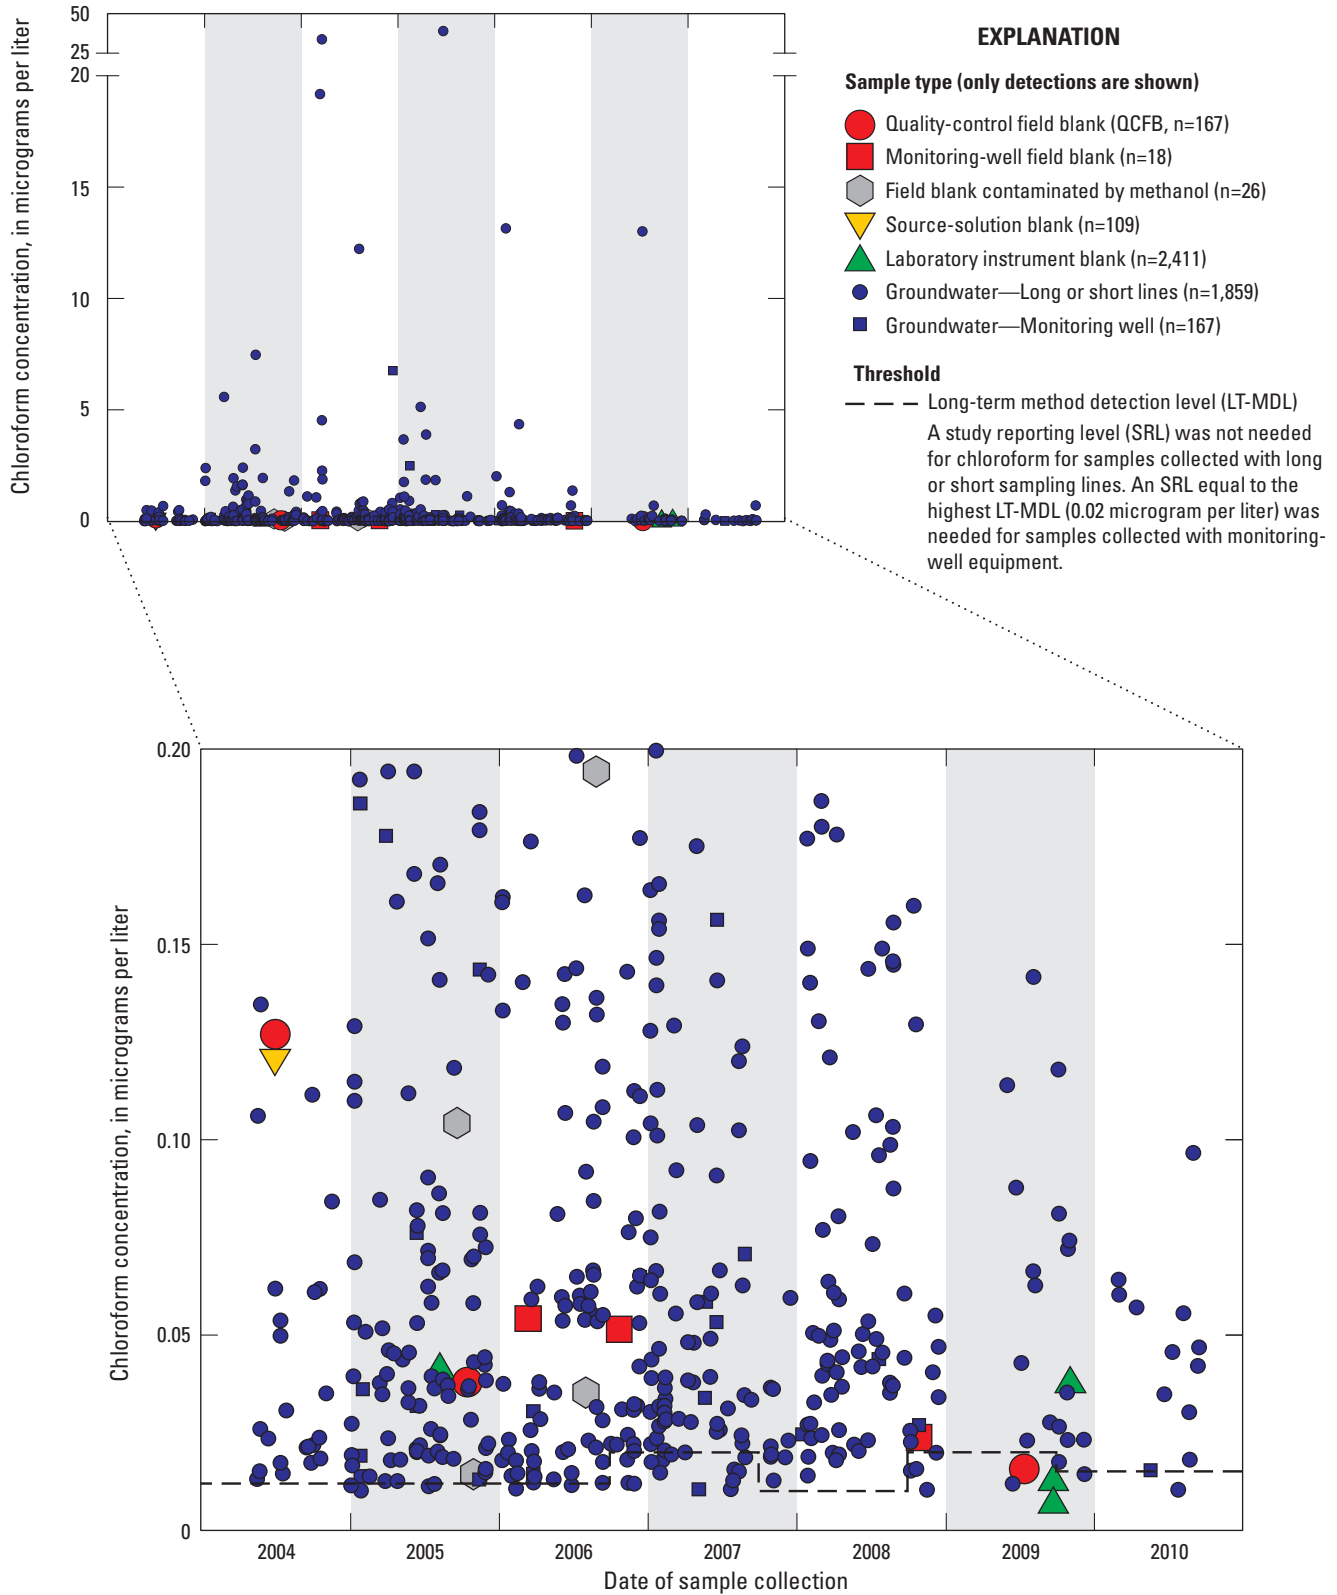 50
25
20
15
10
5
0
Chloroform concentration, in micrograms per liter
EXPLANATION
Sample type (only detections are shown)
Quality-control field blank (QCFB, n=167)
Monitoring-well field blank (n=18)
Field blank contaminated by methanol (n=26)
Source-solution blank (n=109)
Laboratory instrument blank (n=2,411)
Groundwater—Long or short lines (n=1,859)
Groundwater—Monitoring well (n=167)
Threshold
Long-term method detection level (LT-MDL)
A study reporting level (SRL) was not needed
for chloroform for samples collected with long
or short sampling lines. An SRL equal to the
highest LT-MDL (0.02 microgram per liter) was
needed for samples collected with monitoring-
well equipment.
0.20
0.15
0.10
0.05
0
Chloroform concentration, in micrograms per liter
2004 2005 2006 2007 2008 2009 2010
Date of sample collection